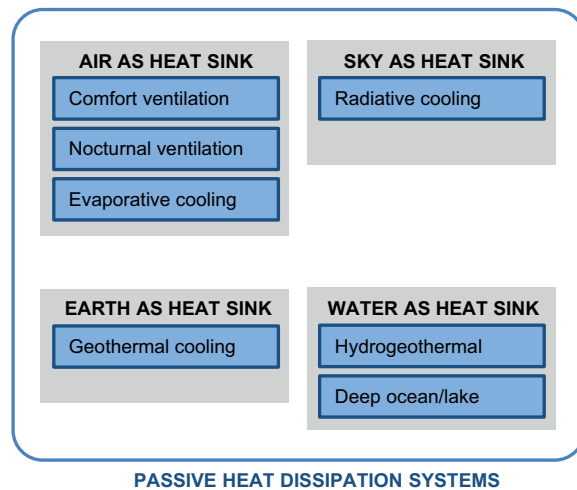 AIR AS HEAT SINK
Comfort ventilation
Nocturnal ventilation
Evaporative cooling
SKY AS HEAT SINK
Radiative cooling
EARTH AS HEAT SINK
Geothermal cooling
WATER AS HEAT SINK
Hydrogeothermal
Deep ocean/lake
PASSIVE HEAT DISSIPATION SYSTEMS